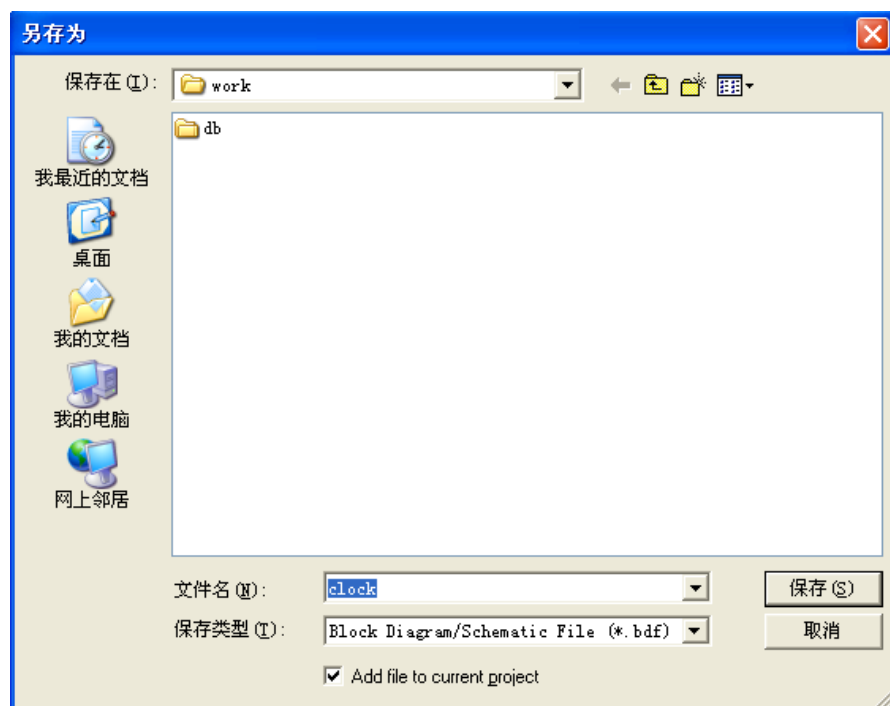 另存为
保存在(I):
work
db
我最近的文档
桌面
我的文档
我的电脑
网上邻居
文件名(N):
clock
保存(S)
保存类型(T):
Block Diagram/Schematic File (*.bdf)
取消
Add file to current project